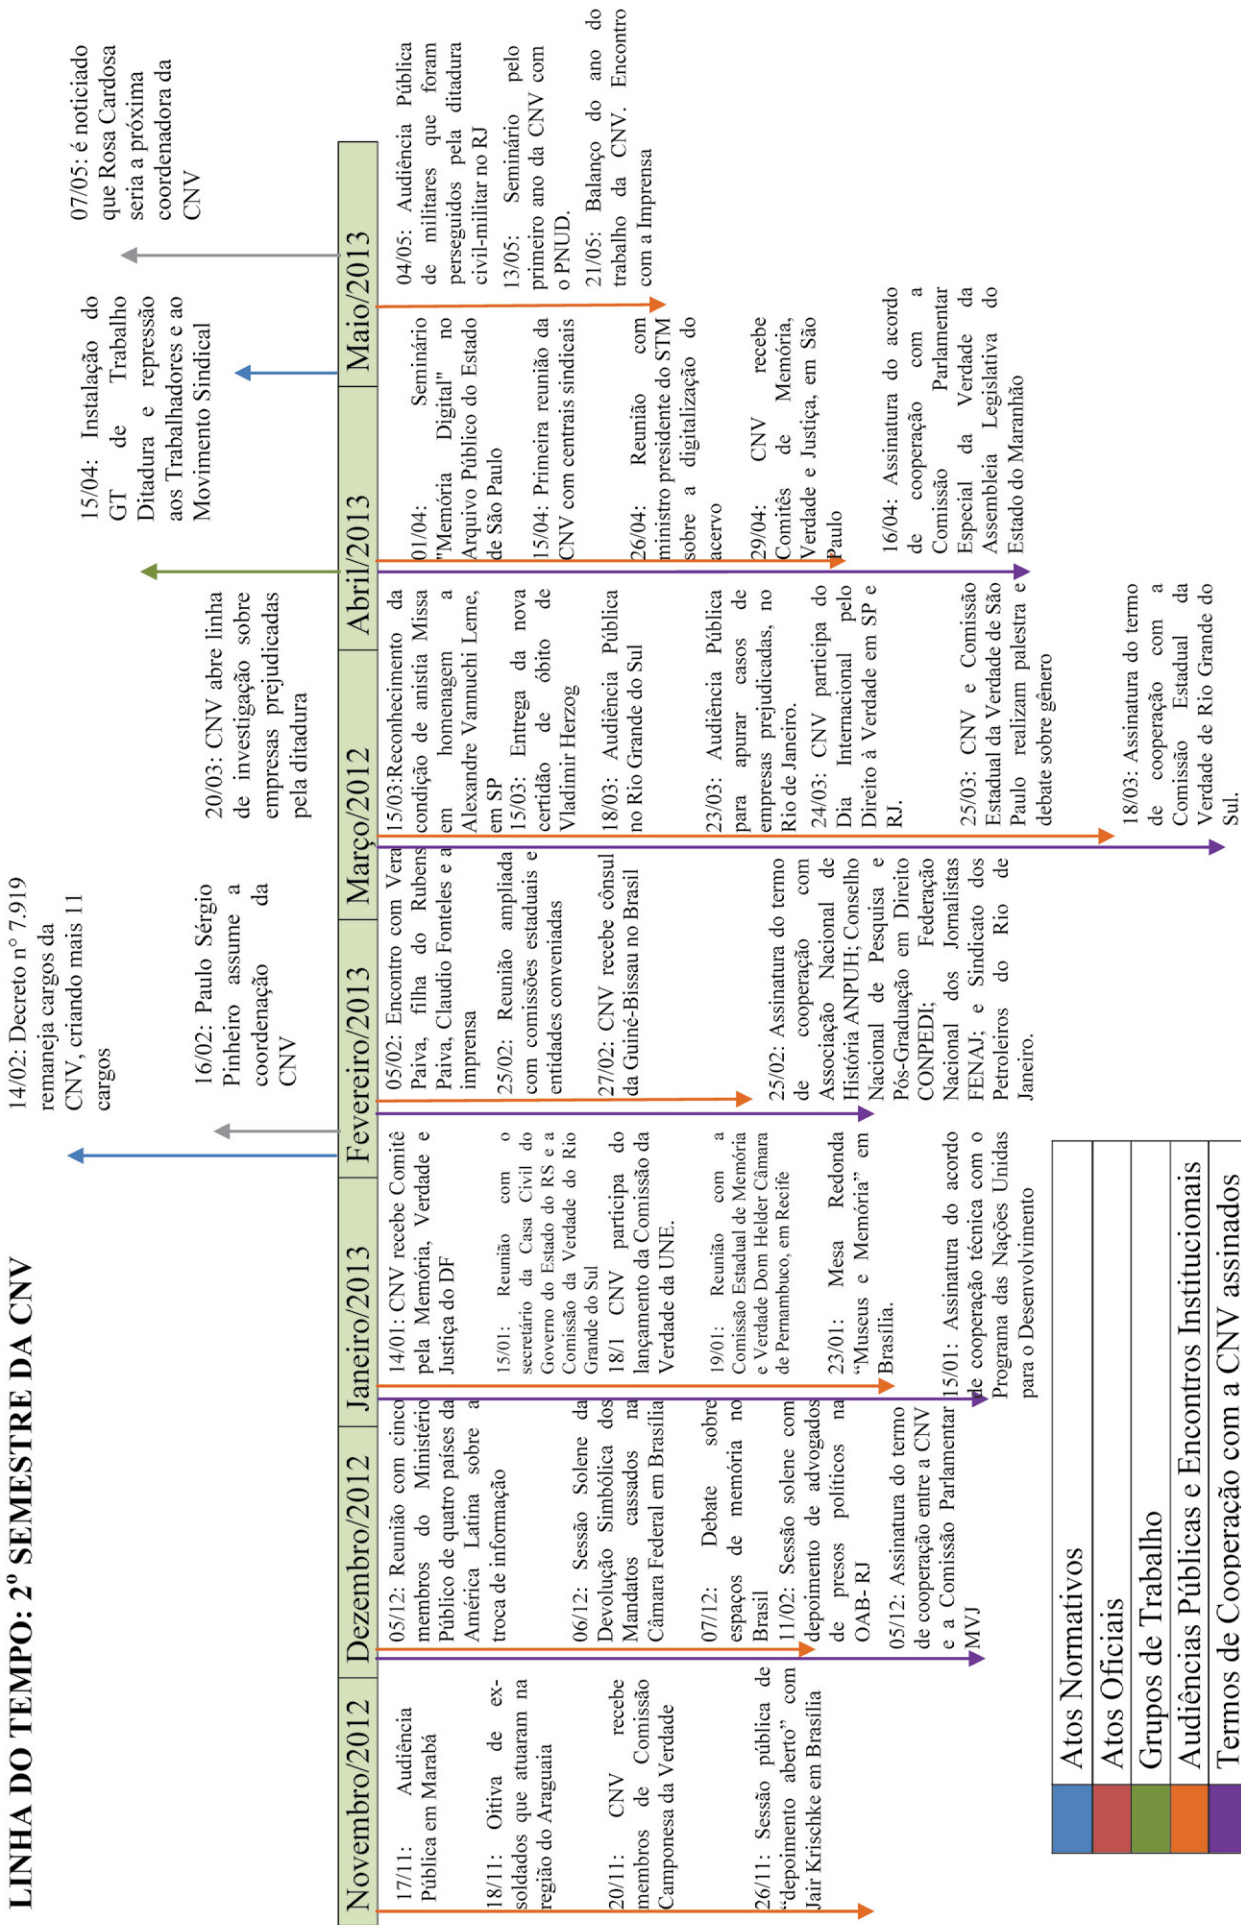 LINHA DO TEMPO: 2º SEMESTRE DA CNV
14/02: Decreto n° 7.919
remaneja cargos da
CNV, criando mais 11
cargos
16/02: Paulo Sérgio
Pinheiro assume a
coordenação da
CNV
20/03: CNV abre linha
de investigação sobre
empresas prejudicadas
pela ditadura
15/04: Instalação do
GT de Trabalho
Ditadura e repressão
aos Trabalhadores e ao
Movimento Sindical
07/05: é noticiado
que Rosa Cardosa
seria a próxima
coordenadora da
CNV
Novembro/2012
Dezembro/2012
Janeiro/2013
Fevereiro/2013
Março/2012
Abril/2013
Maio/2013
17/11: Audiência
Pública em Marabá
18/11: Oitiva de ex-
soldados que atuaram na
região do Araguaia
20/11: CNV recebe
membros de Comissão
Camponesa da Verdade
26/11: Sessão pública de
“depoimento aberto” com
Jair Krischke em Brasília
05/12: Reunião com cinco
membros do Ministério
Público de quatro países da
América Latina sobre a
troca de informação
06/12: Sessão Solene da
Devolução Simbólica dos
Mandatos cassados na
Câmara Federal em Brasília
07/12: Debate sobre
espaços de memória no
Brasil
11/02: Sessão solene com
depoimento de advogados
de presos políticos na
OAB- RJ
05/12: Assinatura do termo
de cooperação entre a CNV
e a Comissão Parlamentar
MVJ
14/01: CNV recebe Comitê
pela Memória, Verdade e
Justiça do DF
15/01: Reunião com o
secretário da Casa Civil do
Governo do Estado do RS e a
Comissão da Verdade do Rio
Grande do Sul
18/1 CNV participa do
lançamento da Comissão da
Verdade da UNE.
19/01: Reunião com a
Comissão Estadual de Memória
e Verdade Dom Helder Câmara
de Pernambuco, em Recife
23/01: Mesa Redonda
“Museus e Memória” em
Brasília.
15/01: Assinatura do acordo
de cooperação técnica com o
Programa das Nações Unidas
para o Desenvolvimento
05/02: Encontro com Vera
Paiva, filha do Rubens
Paiva, Claudio Fonteles e a
imprensa
25/02: Reunião ampliada
com comissões estaduais e
entidades conveniadas
27/02: CNV recebe cônsul
da Guiné-Bissau no Brasil
25/02: Assinatura do termo
de cooperação com
Associação Nacional de
História ANPUH; Conselho
Nacional de Pesquisa e
Pós-Graduação em Direito
CONPEDI; Federação
Nacional dos Jornalistas
FENAJ; e Sindicato dos
Petroleiros do Rio de
Janeiro.
15/03:Reconhecimento da
condição de anistia Missa
em homenagem a
Alexandre Vannuchi Leme,
em SP
15/03: Entrega da nova
certidão de óbito de
Vladimir Herzog
18/03: Audiência Pública
no Rio Grande do Sul
23/03: Audiência Pública
para apurar casos de
empresas prejudicadas, no
Rio de Janeiro.
24/03: CNV participa do
Dia Internacional pelo
Direito à Verdade em SP e
RJ.
25/03: CNV e Comissão
Estadual da Verdade de São
Paulo realizam palestra e
debate sobre gênero
18/03: Assinatura do termo
de cooperação com a
Comissão Estadual da
Verdade de Rio Grande do
Sul.
01/04: Seminário
"Memória Digital" no
Arquivo Público do Estado
de São Paulo
15/04: Primeira reunião da
CNV com centrais sindicais
26/04: Reunião com
ministro presidente do STM
sobre a digitalização do
acervo
29/04: CNV recebe
Comitês de Memória,
Verdade e Justiça, em São
Paulo
16/04: Assinatura do acordo
de cooperação com a
Comissão Parlamentar
Especial da Verdade da
Assembleia Legislativa do
Estado do Maranhão
04/05: Audiência Pública
de militares que foram
perseguidos pela ditadura
civil-militar no RJ
13/05: Seminário pelo
primeiro ano da CNV com
o PNUD.
21/05: Balanço do ano do
trabalho da CNV. Encontro
com a Imprensa
Atos Normativos
Atos Oficiais
Grupos de Trabalho
Audiências Públicas e Encontros Institucionais
Termos de Cooperação com a CNV assinados